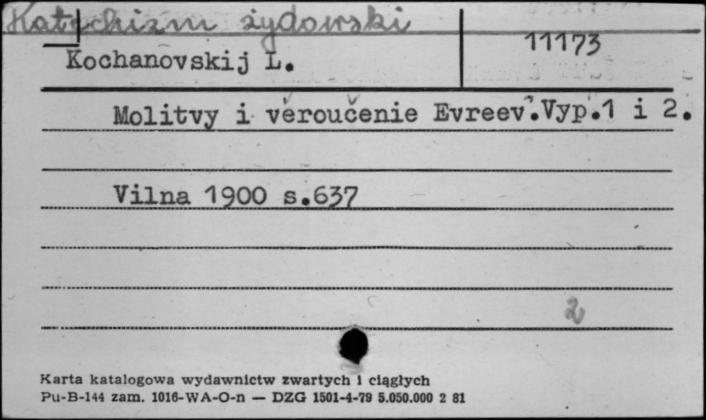 Katechizm żydowski
11173
Kochanovskij L.
Molitvy i věroučenie Evreev.Vyp.1 i 2.
Vilna 1900 s.637
2
Karta katalogowa wydawnictw zwartych i ciągłych
Pu-B-144 zam. 1016-WA-O-n — DZG 1501-4-79 5.050.000 2 81